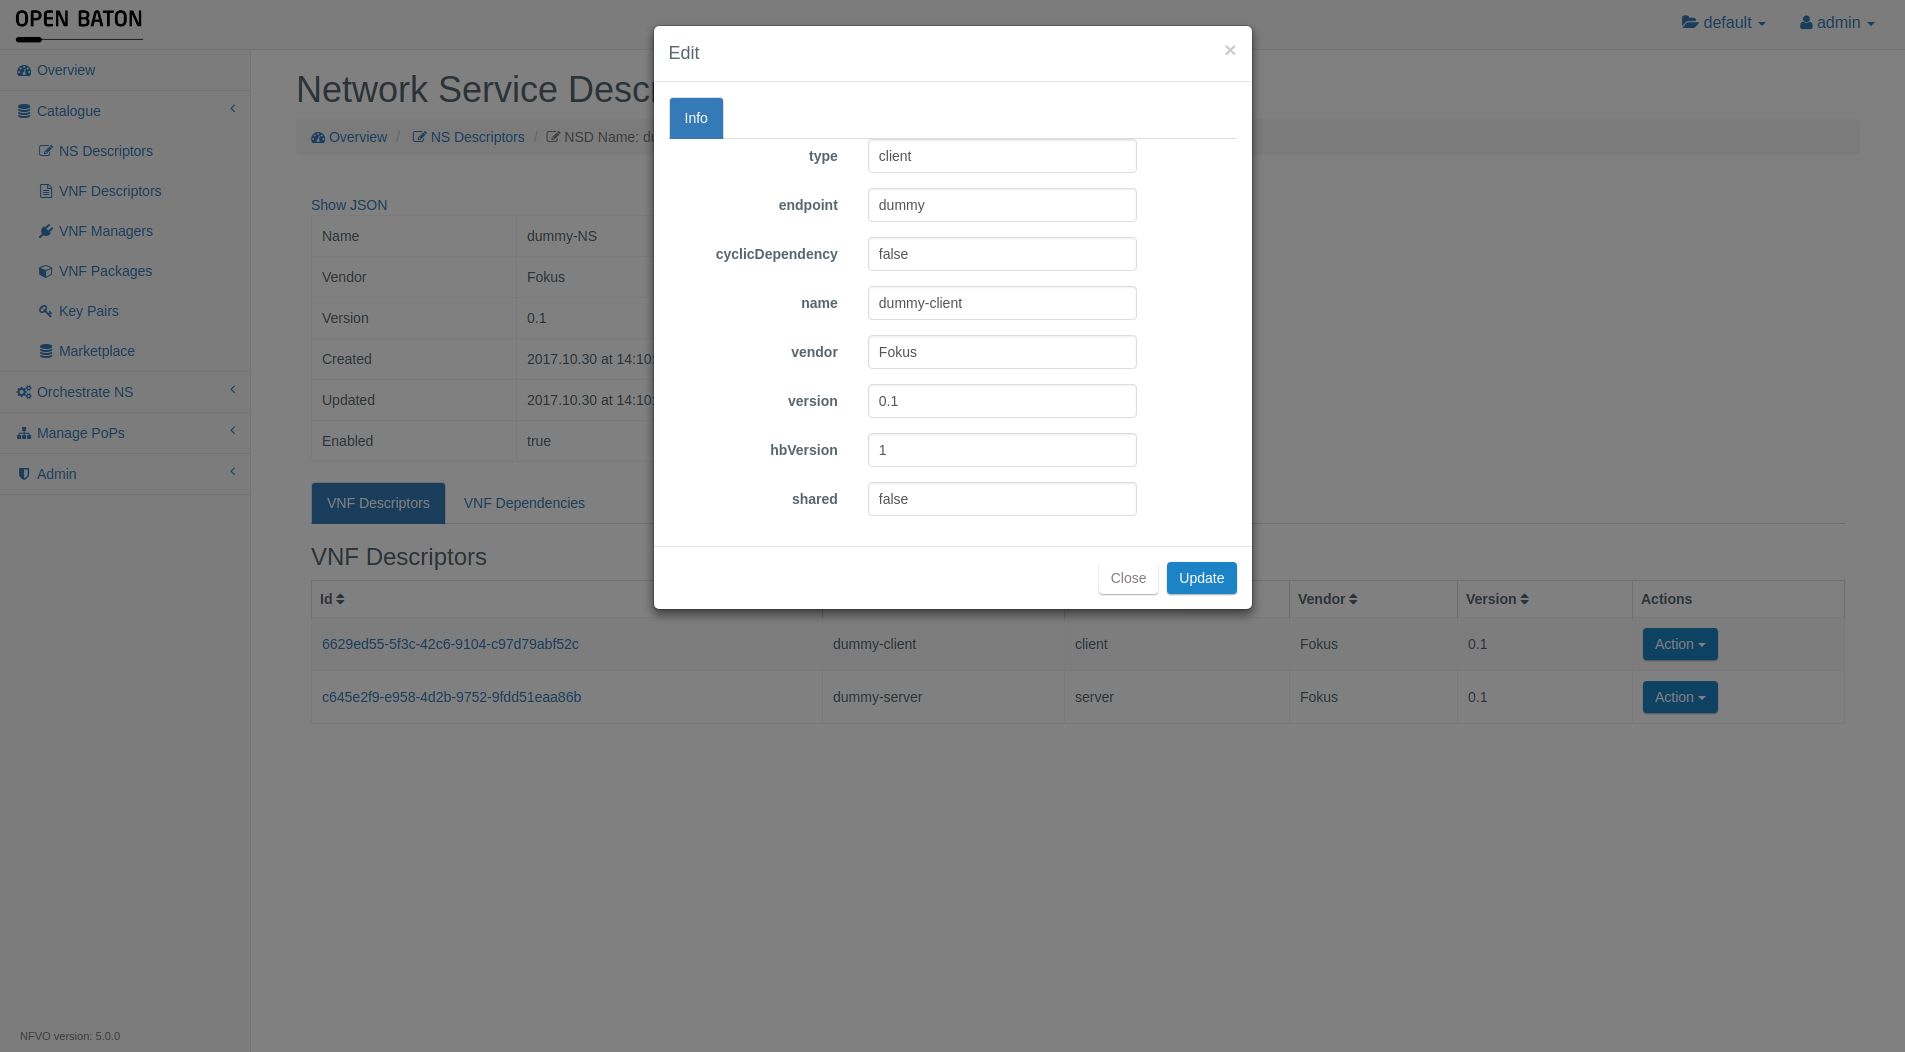 OPEN BATON
default
admin
Overview
Catalogue
NS Descriptors
VNF Descriptors
VNF Managers
VNF Packages
Key Pairs
Marketplace
Orchestrate NS
Manage PoPs
Admin
NFVO version: 5.0.0
Network Service Descr
Overview / NS Descriptors / NSD Name: du
Show JSON
Name dummy-NS
Vendor Fokus
Version 0.1
Created 2017.10.30 at 14:10:
Updated 2017.10.30 at 14:10:
Enabled true
VNF Descriptors VNF Dependencies
VNF Descriptors
Id Vendor Version Actions
6629ed55-5f3c-42c6-9104-c97d79abf52c dummy-client client Fokus 0.1 Action
c645e2f9-e958-4d2b-9752-9fdd51eaa86b dummy-server server Fokus 0.1 Action
Edit ×
Info
type client
endpoint dummy
cyclicDependency false
name dummy-client
vendor Fokus
version 0.1
hbVersion 1
shared false
Close Update